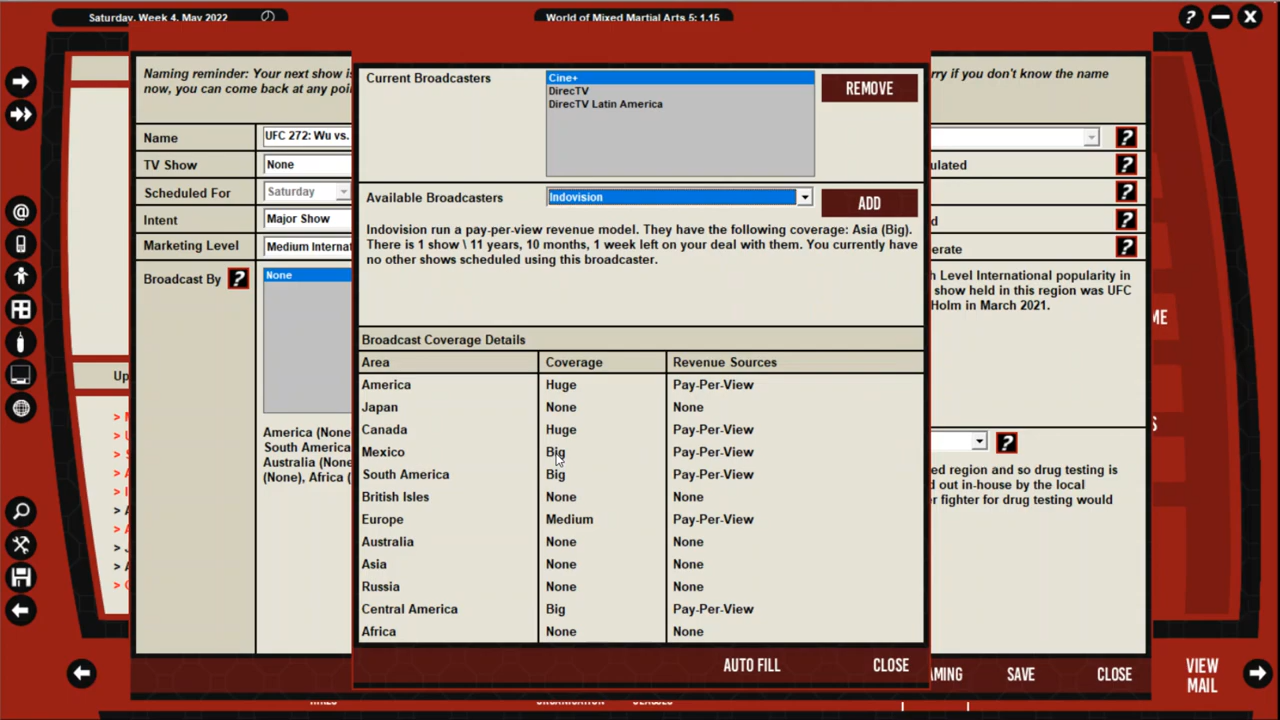 Saturday, Week 4, May 2022
World of Mixed Martial Arts 5: 1.15
? X
Naming reminder: Your next show is
now, you can come back at any poi
rry if you don't know the name
Name
UFC 272: Wu vs.
?
TV Show
None
ulated
?
Scheduled For
Saturday
?
Intent
Major Show
d
?
Marketing Level
Medium Internat
erate
?
Broadcast By
?
None
h Level International popularity in
show held in this region was UFC
Holm in March 2021.
America (None
South America
Australia (None
(None), Africa (
?
ed region and so drug testing is
d out in-house by the local
r fighter for drug testing would
Current Broadcasters
Cine+
DirecTV
DirecTV Latin America
REMOVE
Available Broadcasters
Indovision
ADD
Indovision run a pay-per-view revenue model. They have the following coverage: Asia (Big).
There is 1 show \ 11 years, 10 months, 1 week left on your deal with them. You currently have
no other shows scheduled using this broadcaster.
Broadcast Coverage Details
Area Coverage Revenue Sources
America Huge Pay-Per-View
Japan None None
Canada Huge Pay-Per-View
Mexico Big Pay-Per-View
South America Big Pay-Per-View
British Isles None None
Europe Medium Pay-Per-View
Australia None None
Asia None None
Russia None None
Central America Big Pay-Per-View
Africa None None
AUTO FILL
CLOSE
AMING
SAVE
CLOSE
VIEW
MAIL
Up
ME
S
@